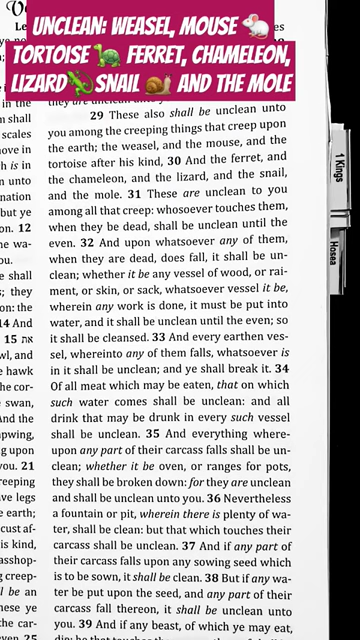 UNCLEAN: WEASEL, MOUSE 🐁
TORTOISE 🐢 FERRET, CHAMELEON,
LIZARD🦎SNAIL 🐌 AND THE MOLE
29 These also shall be unclean unto
you among the creeping things that creep upon
the earth; the weasel, and the mouse, and the
tortoise after his kind, 30 And the ferret, and
the chameleon, and the lizard, and the snail,
and the mole. 31 These are unclean to you
among all that creep: whosoever touches them,
when they be dead, shall be unclean until the
even. 32 And upon whatsoever any of them,
when they are dead, does fall, it shall be un-
clean; whether it be any vessel of wood, or rai-
ment, or skin, or sack, whatsoever vessel it be,
wherein any work is done, it must be put into
water, and it shall be unclean until the even; so
it shall be cleansed. 33 And every earthen ves-
sel, whereinto any of them falls, whatsoever is
in it shall be unclean; and ye shall break it. 34
Of all meat which may be eaten, that on which
such water comes shall be unclean: and all
drink that may be drunk in every such vessel
shall be unclean. 35 And everything where-
upon any part of their carcass falls shall be un-
clean; whether it be oven, or ranges for pots,
they shall be broken down: for they are unclean
and shall be unclean unto you. 36 Nevertheless
a fountain or pit, wherein there is plenty of wa-
ter, shall be clean: but that which touches their
carcass shall be unclean. 37 And if any part of
their carcass falls upon any sowing seed which
is to be sown, it shall be clean. 38 But if any wa-
ter be put upon the seed, and any part of their
carcass fall thereon, it shall be unclean unto
you. 39 And if any beast, of which ye may eat,
1 Kings
Hosea